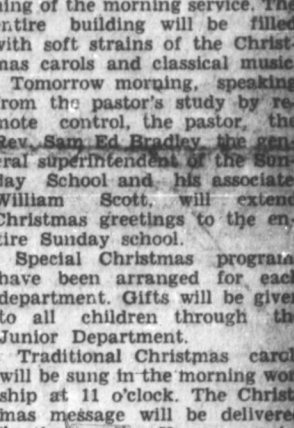 ning of the morning service. The
entire building will be filled
with soft strains of the Christ-
mas carols and classical music
Tomorrow morning, speaking
from the pastor's study by re-
mote control, the pastor, the
Rev. Sam Ed Bradley, the gen-
eral superintendent of the Sun-
day School and his associate
William Scott, will extend
Christmas greetings to the en-
tire Sunday school.
Special Christmas program
have been arranged for each
department. Gifts will be given
to all children through th
Junior Department.
Traditional Christmas carol
will be sung in the morning wor
ship at 11 o'clock. The Christ
mas message will be delivere